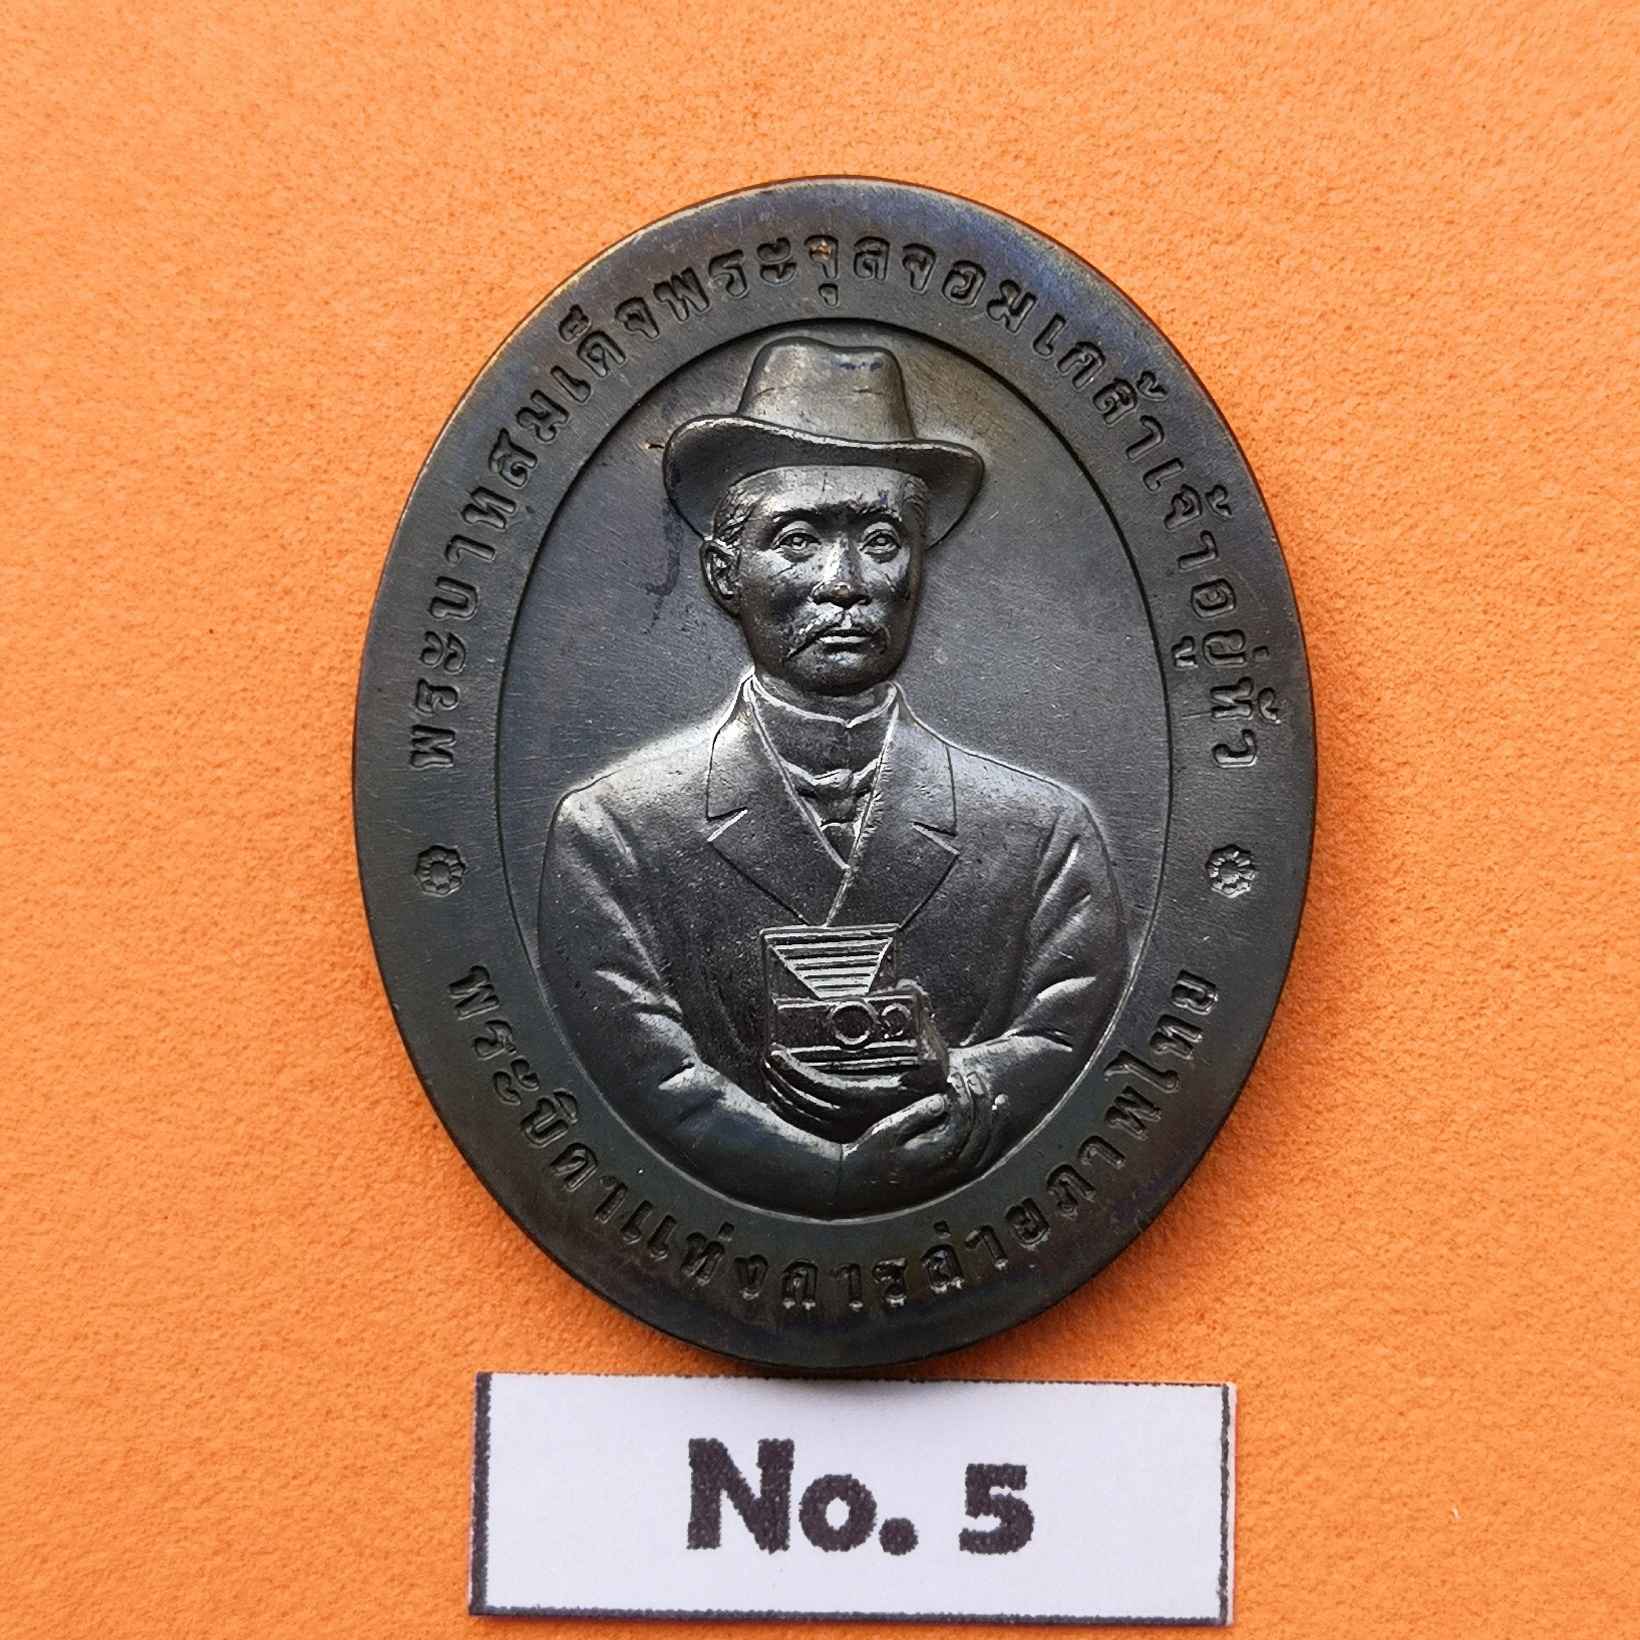 พระบาทสมเด็จพระจุลจอมเกล้าเจ้าอยู่หัว
พระบิดาแห่งการถ่ายภาพไทย
No. 5